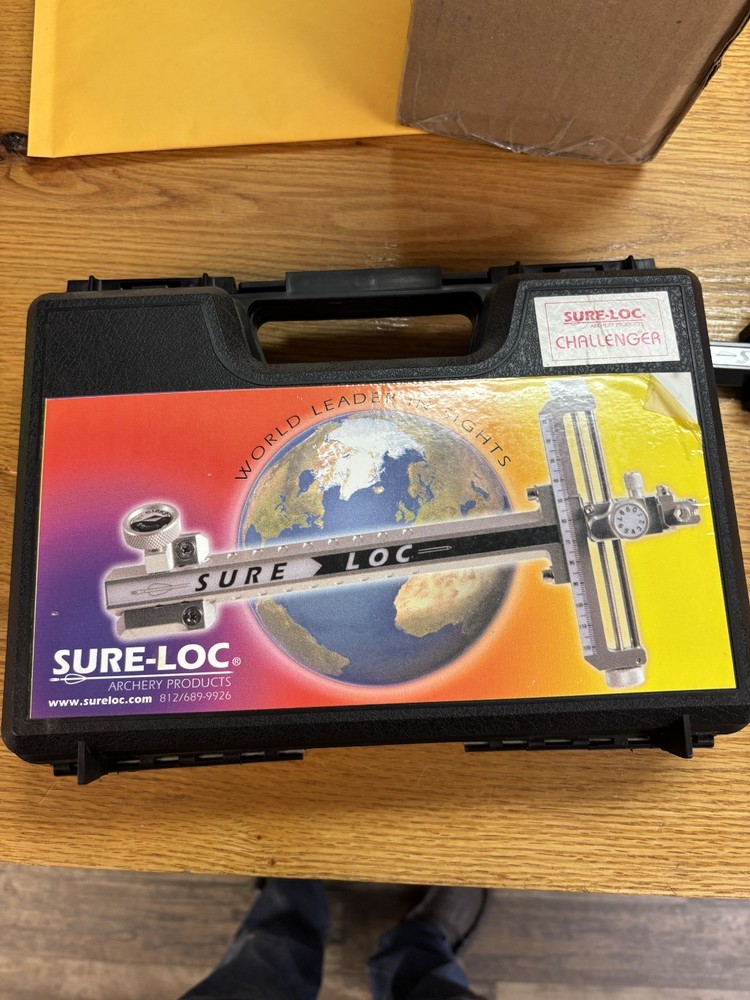 SURE-LOC®
ARCHERY PRODUCTS
CHALLENGER
WORLD LEADER IN SIGHTS
SURE LOC
SURE-LOC®
ARCHERY PRODUCTS
www.sureloc.com 812/689-9926